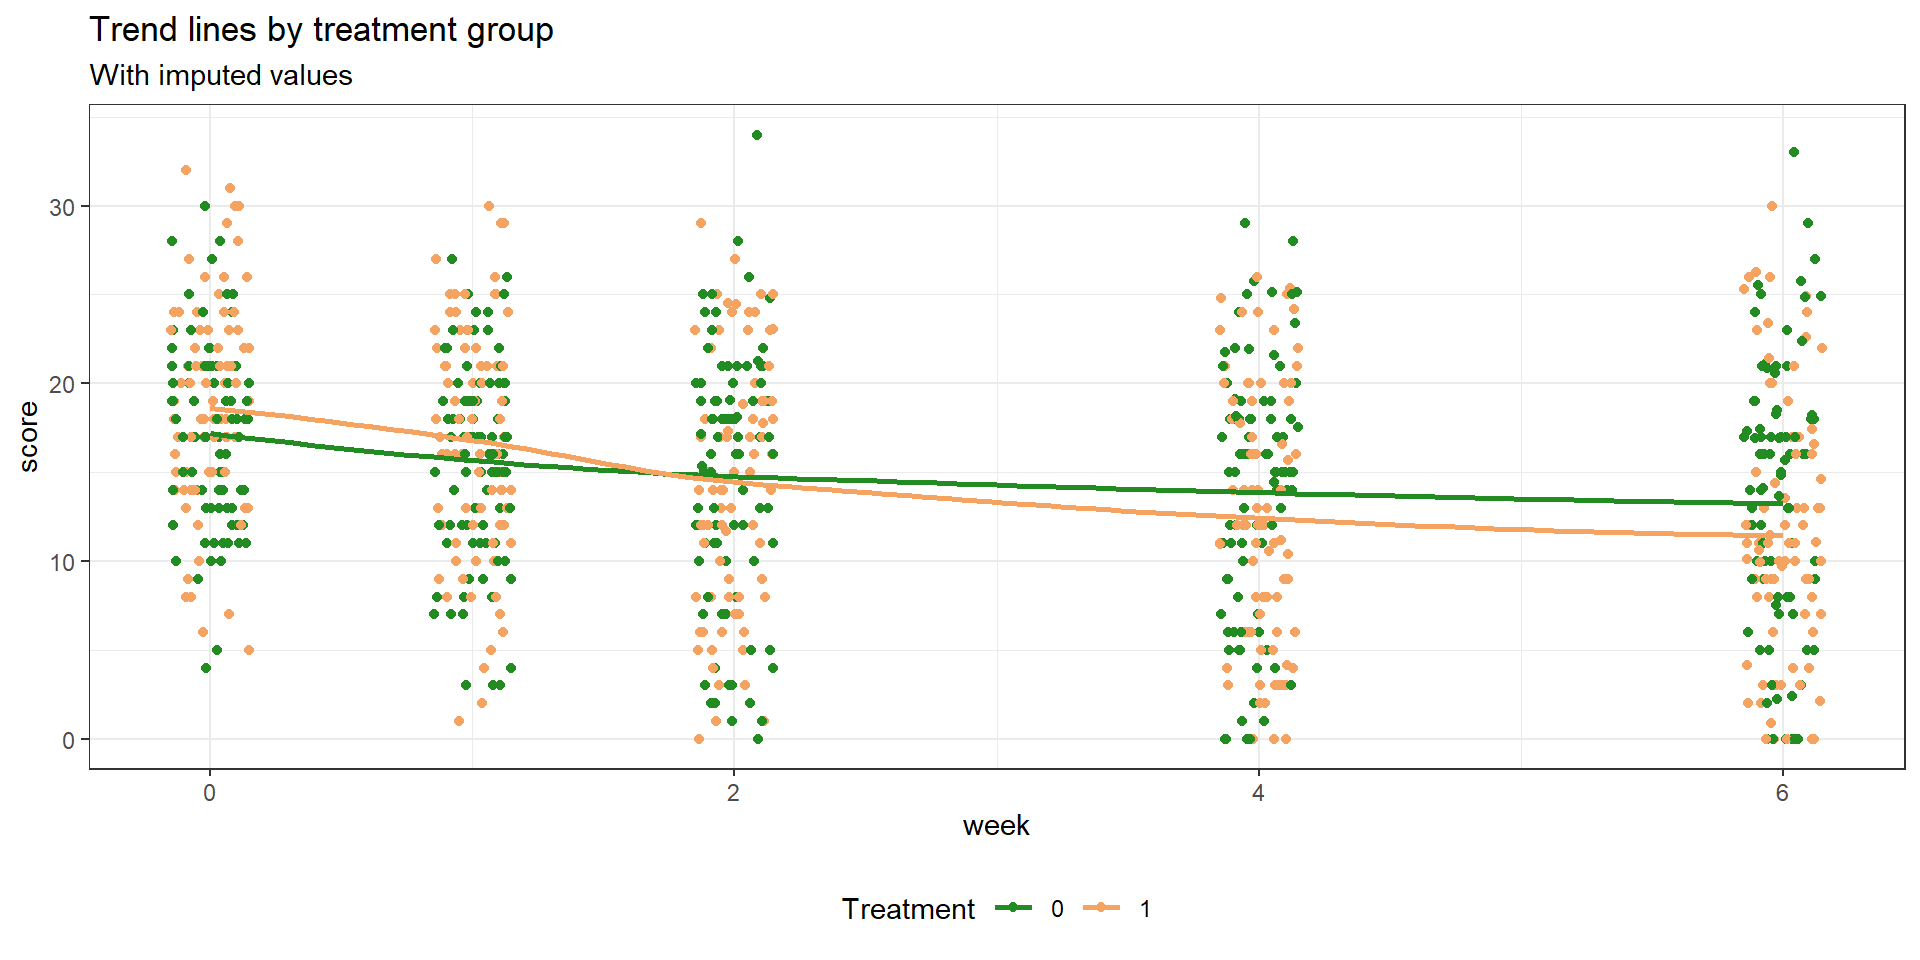 Trend lines by treatment group
With imputed values
score
30
20
10
0
0 2 4 6
week
Treatment 0 1